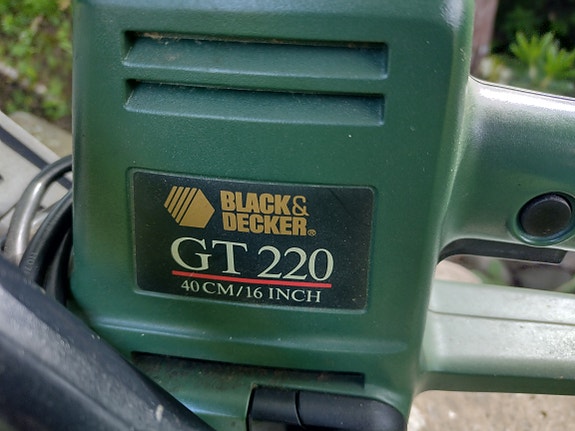 BLACK&
DECKER®
GT 220
40 CM/16 INCH